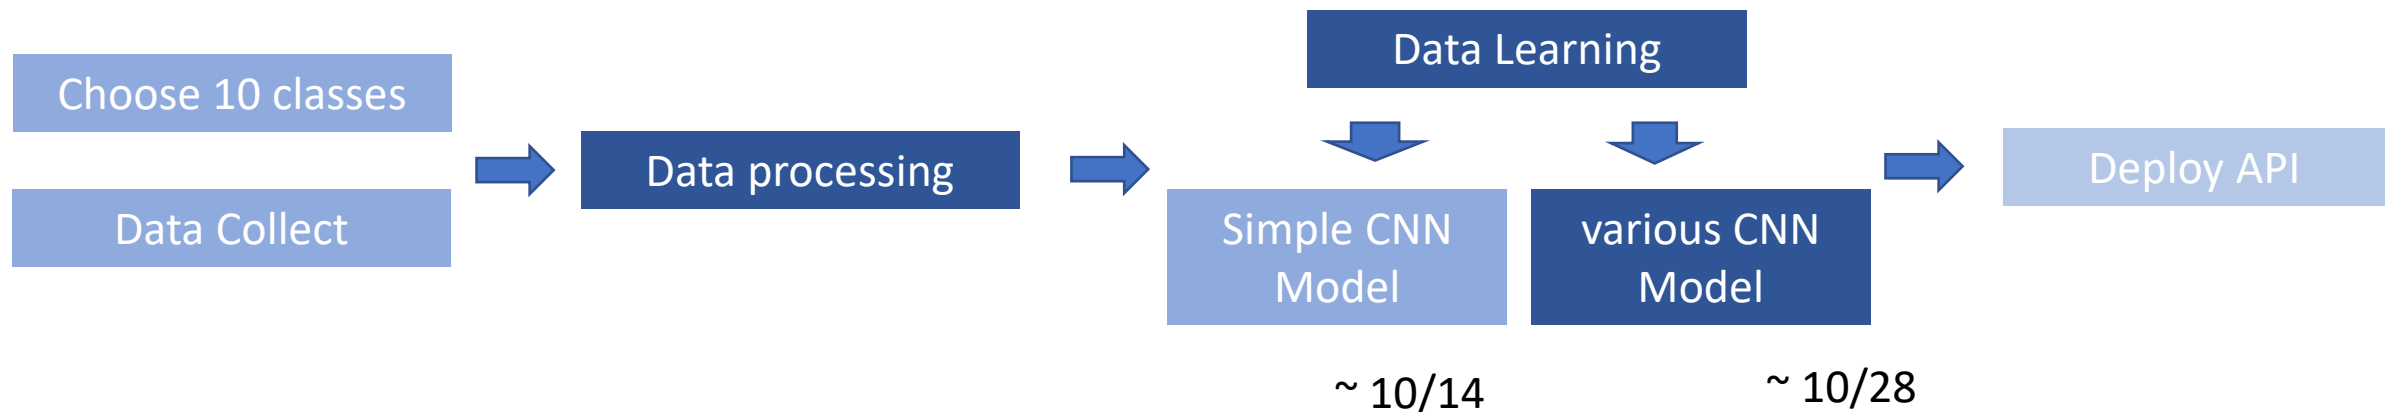 Choose 10 classes
Data Collect
Data processing
Data Learning
Simple CNN
Model
various CNN
Model
Deploy API
~ 10/14
~ 10/28